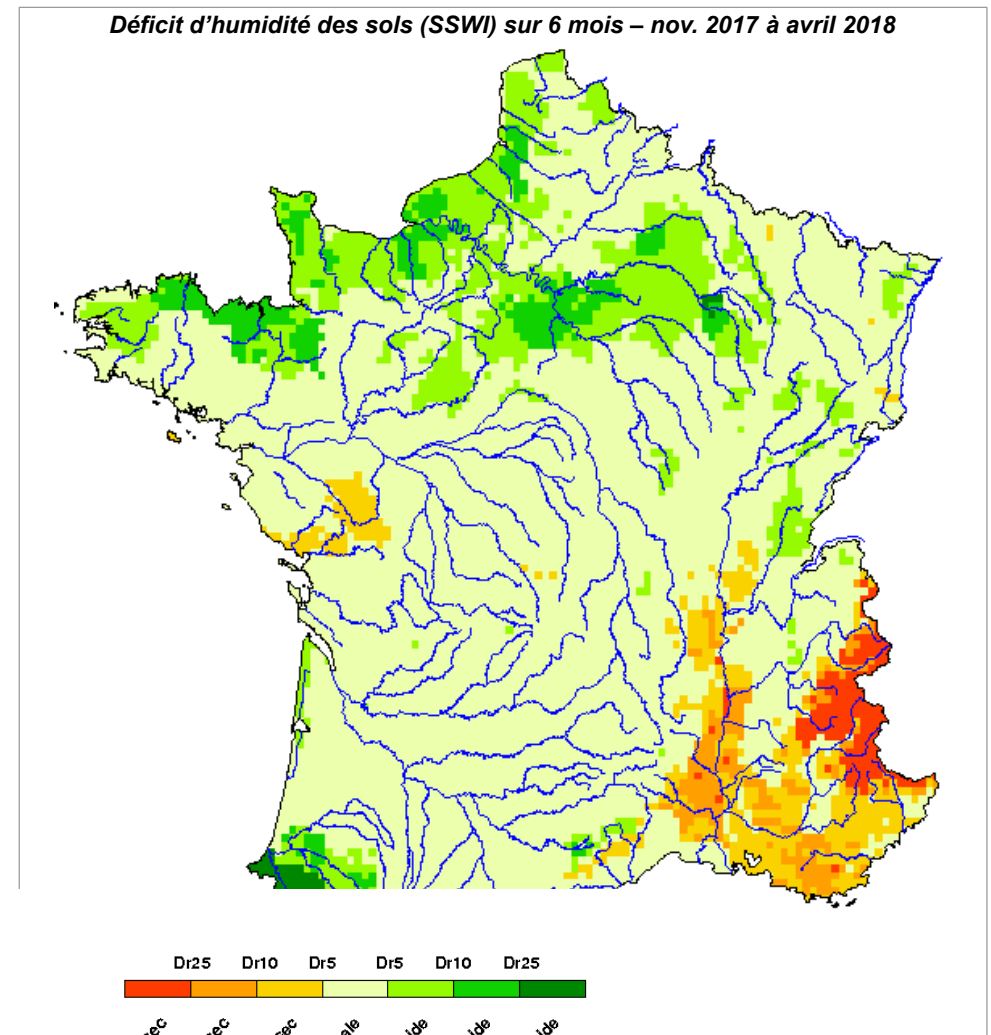 Déficit d’humidité des sols (SSWI) sur 6 mois – nov. 2017 à avril 2018
Dr25 Dr10 Dr5 Dr5 Dr10 Dr25